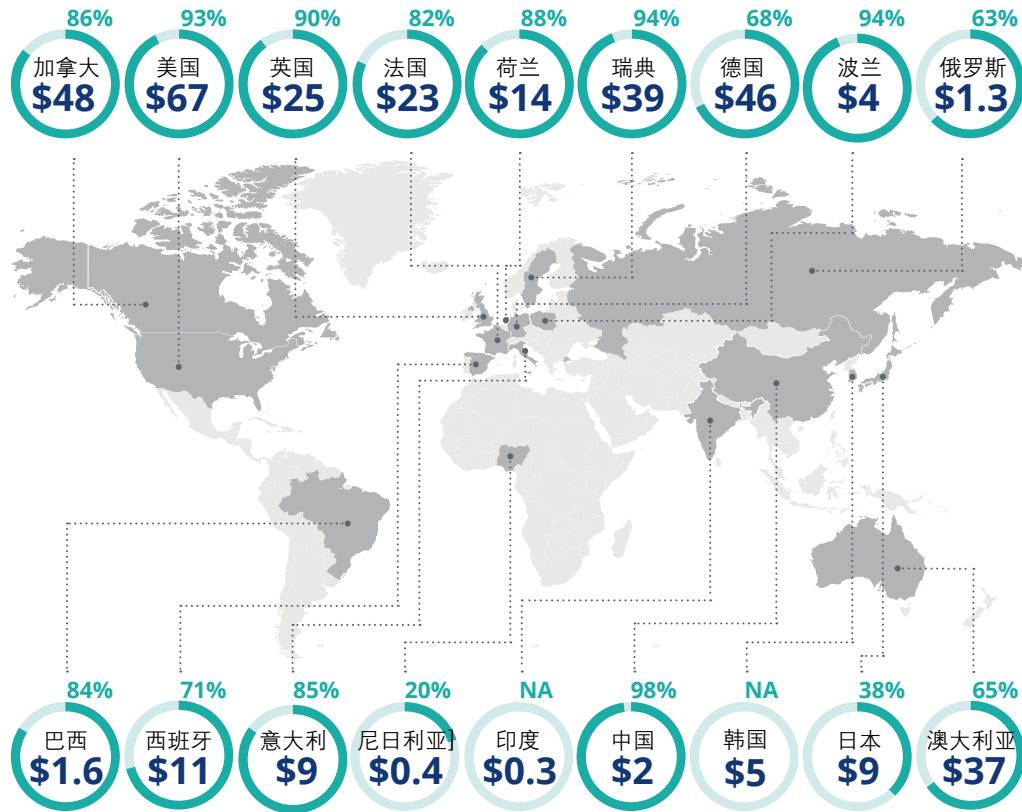 86%
93%
90%
82%
88%
94%
68%
94%
63%
加拿大
美国
英国
法国
荷兰
瑞典
德国
波兰
俄罗斯
$48
$67
$25
$23
$14
$39
$46
$4
$1.3
84%
71%
85%
20%
NA
98%
NA
38%
65%
巴西
西班牙
意大利
尼日利亚]
印度
中国
韩国
日本
澳大利亚
$1.6
$11
$9
$0.4
$0.3
$2
$5
$9
$37